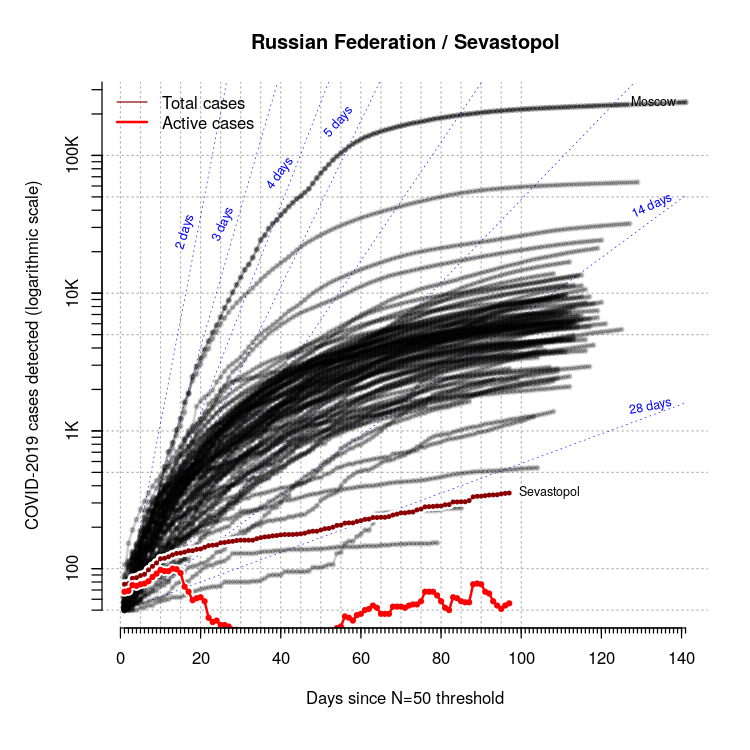 Russian Federation / Sevastopol
Total cases
Active cases
Moscow
2 days
3 days
4 days
5 days
14 days
28 days
Sevastopol
COVID-2019 cases detected (logarithmic scale)
100K
10K
1K
100
0 20 40 60 80 100 120 140
Days since N=50 threshold